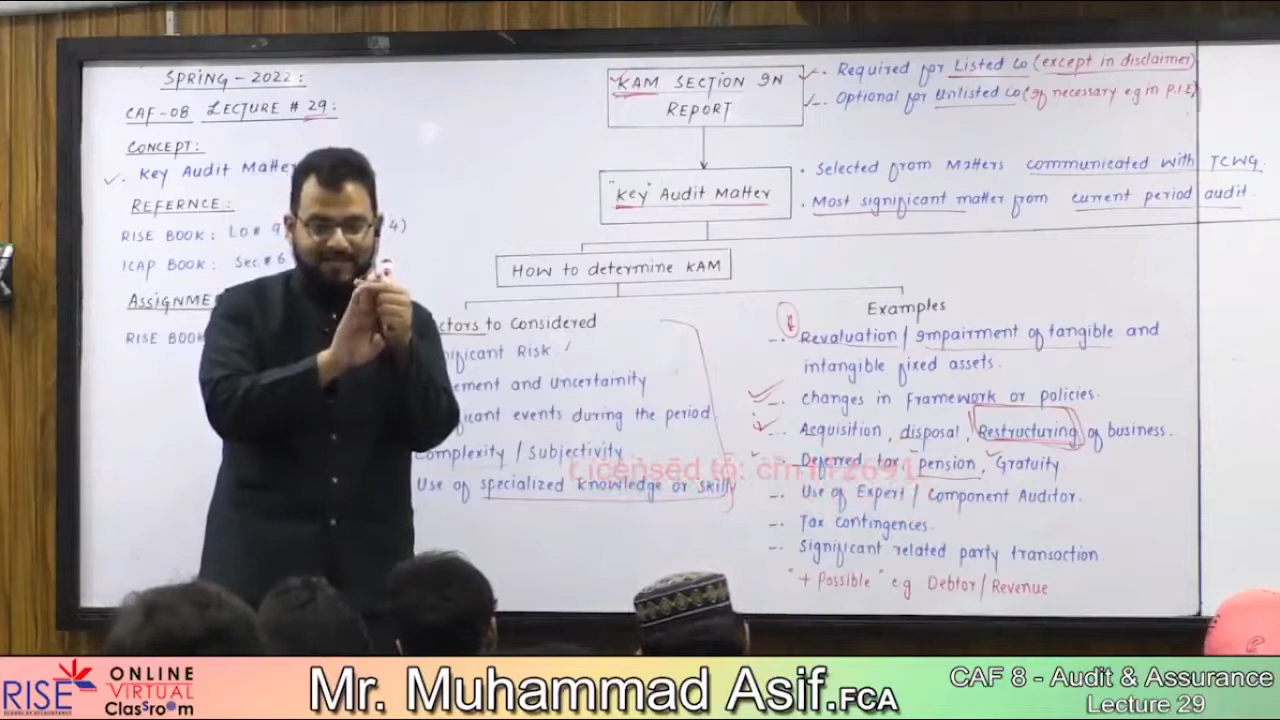 SPRING - 2022:
CAF-08 LECTURE # 29:
CONCEPT:
Key Audit Matter
REFERNCE:
RISE BOOK: LO# 9 4)
ICAP BOOK: Sec# 6
ASSIGNME
RISE BOOK
KAM SECTION IN
REPORT
Required for Listed Co (except in disclaimer)
Optional for Unlisted Co (if necessary eg in P.I.E)
"Key" Audit Matter
• Selected from Matters communicated with TCWG.
• Most significant matter from current period audit.
How to determine KAM
ctors to Considered
nificant Risk
ement and Uncertainity
icant events during the period
Complexity / Subjectivity
Use of specialized knowledge or skill
Examples
Revaluation / Impairment of tangible and
intangible fixed assets.
Changes in Framework or policies.
Acquisition, disposal, Restructuring of business.
Deferred tax, pension, Gratuity
Use of Expert / Component Auditor.
Tax Contingences.
Significant related party transaction
"+ Possible" e.g Debtor / Revenue
Licensed to:
RISE
ONLINE
VIRTUAL
Classroom
Mr. Muhammad Asif.FCA
CAF 8 - Audit & Assurance
Lecture 29